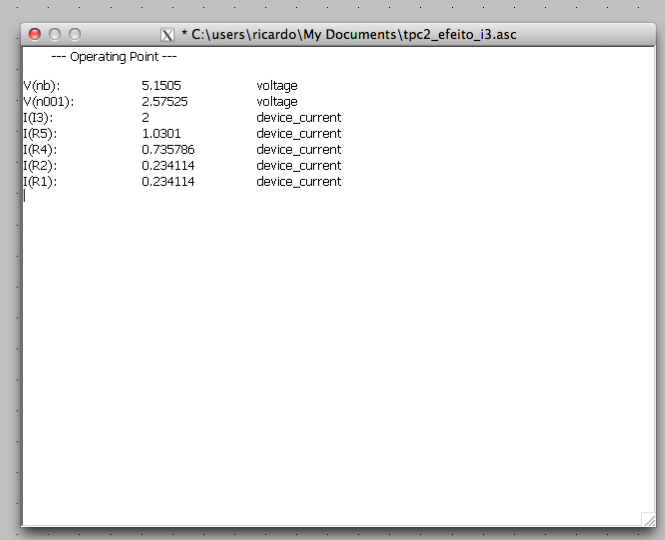 * C:\users\ricardo\My Documents\tpc2_efeito_i3.asc
--- Operating Point ---
V(nb): 5.1505 voltage
V(n001): 2.57525 voltage
I(I3): 2 device_current
I(R5): 1.0301 device_current
I(R4): 0.735786 device_current
I(R2): 0.234114 device_current
I(R1): 0.234114 device_current